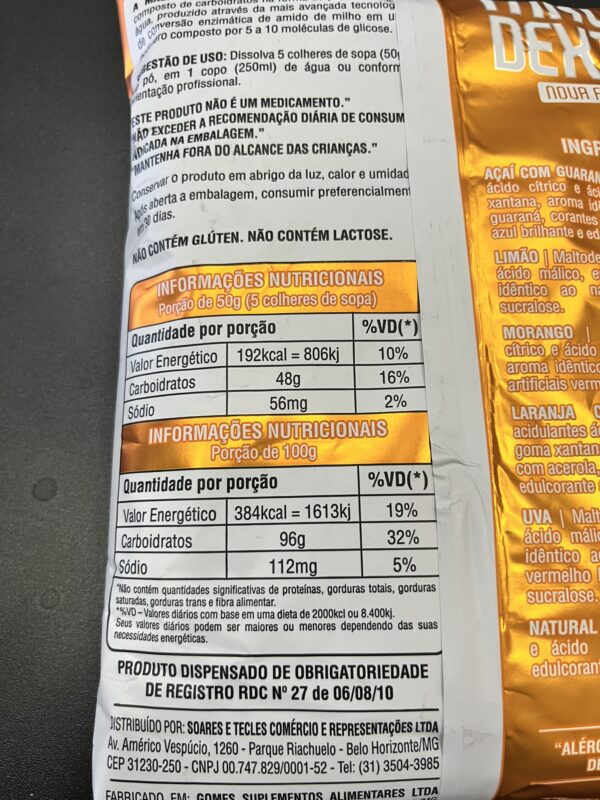 composto de carboidratos na
água, produzido através da mais avançada tecnolog
de conversão enzimática de amido de milho em u
composto por 5 a 10 moléculas de glicose.
GESTÃO DE USO: Dissolva 5 colheres de sopa (50g
pó, em 1 copo (250ml) de água ou conform
entação profissional.
ESTE PRODUTO NÃO É UM MEDICAMENTO."
NÃO EXCEDER A RECOMENDAÇÃO DIÁRIA DE CONSUM
INDICADA NA EMBALAGEM."
"MANTENHA FORA DO ALCANCE DAS CRIANÇAS."
Conservar o produto em abrigo da luz, calor e umidad
Após aberta a embalagem, consumir preferencialment
em 30 dias.
NÃO CONTÉM GLÚTEN. NÃO CONTÉM LACTOSE.
INFORMAÇÕES NUTRICIONAIS
Porção de 50g (5 colheres de sopa)
Quantidade por porção %VD(*)
Valor Energético 192kcal = 806kj 10%
Carboidratos 48g 16%
Sódio 56mg 2%
INFORMAÇÕES NUTRICIONAIS
Porção de 100g
Quantidade por porção %VD(*)
Valor Energético 384kcal = 1613kj 19%
Carboidratos 96g 32%
Sódio 112mg 5%
"Não contém quantidades significativas de proteínas, gorduras totais, gorduras
saturadas, gorduras trans e fibra alimentar.
*%VD – Valores diários com base em uma dieta de 2000kcl ou 8.400kj.
Seus valores diários podem ser maiores ou menores dependendo das suas
necessidades energéticas.
PRODUTO DISPENSADO DE OBRIGATORIEDADE
DE REGISTRO RDC Nº 27 de 06/08/10
DISTRIBUÍDO POR: SOARES E TECLES COMÉRCIO E REPRESENTAÇÕES LTDA
Av. Américo Vespúcio, 1260 - Parque Riachuelo - Belo Horizonte/MG
CEP 31230-250 - CNPJ 00.747.829/0001-52 - Tel: (31) 3504-3985
FABRICADO EM: GOMES SUPLEMENTOS ALIMENTARES LTDA
DEXT
NOVA F
INGR
AÇAÍ COM GUARAN
ácido cítrico e áci
xantana, aroma idê
guaraná, corantes
azul brilhante e ed
LIMÃO | Maltode
ácido málico, e
idêntico ao na
sucralose.
MORANGO |
cítrico e ácido
aroma idêntico
artificiais verm
LARANJA C
acidulantes ác
goma xantan
com acerola,
edulcorante
UVA | Malt
ácido máli
idêntico a
vermelho
sucralose.
NATURAL
e ácido
edulcoran
"ALÉRG
DE